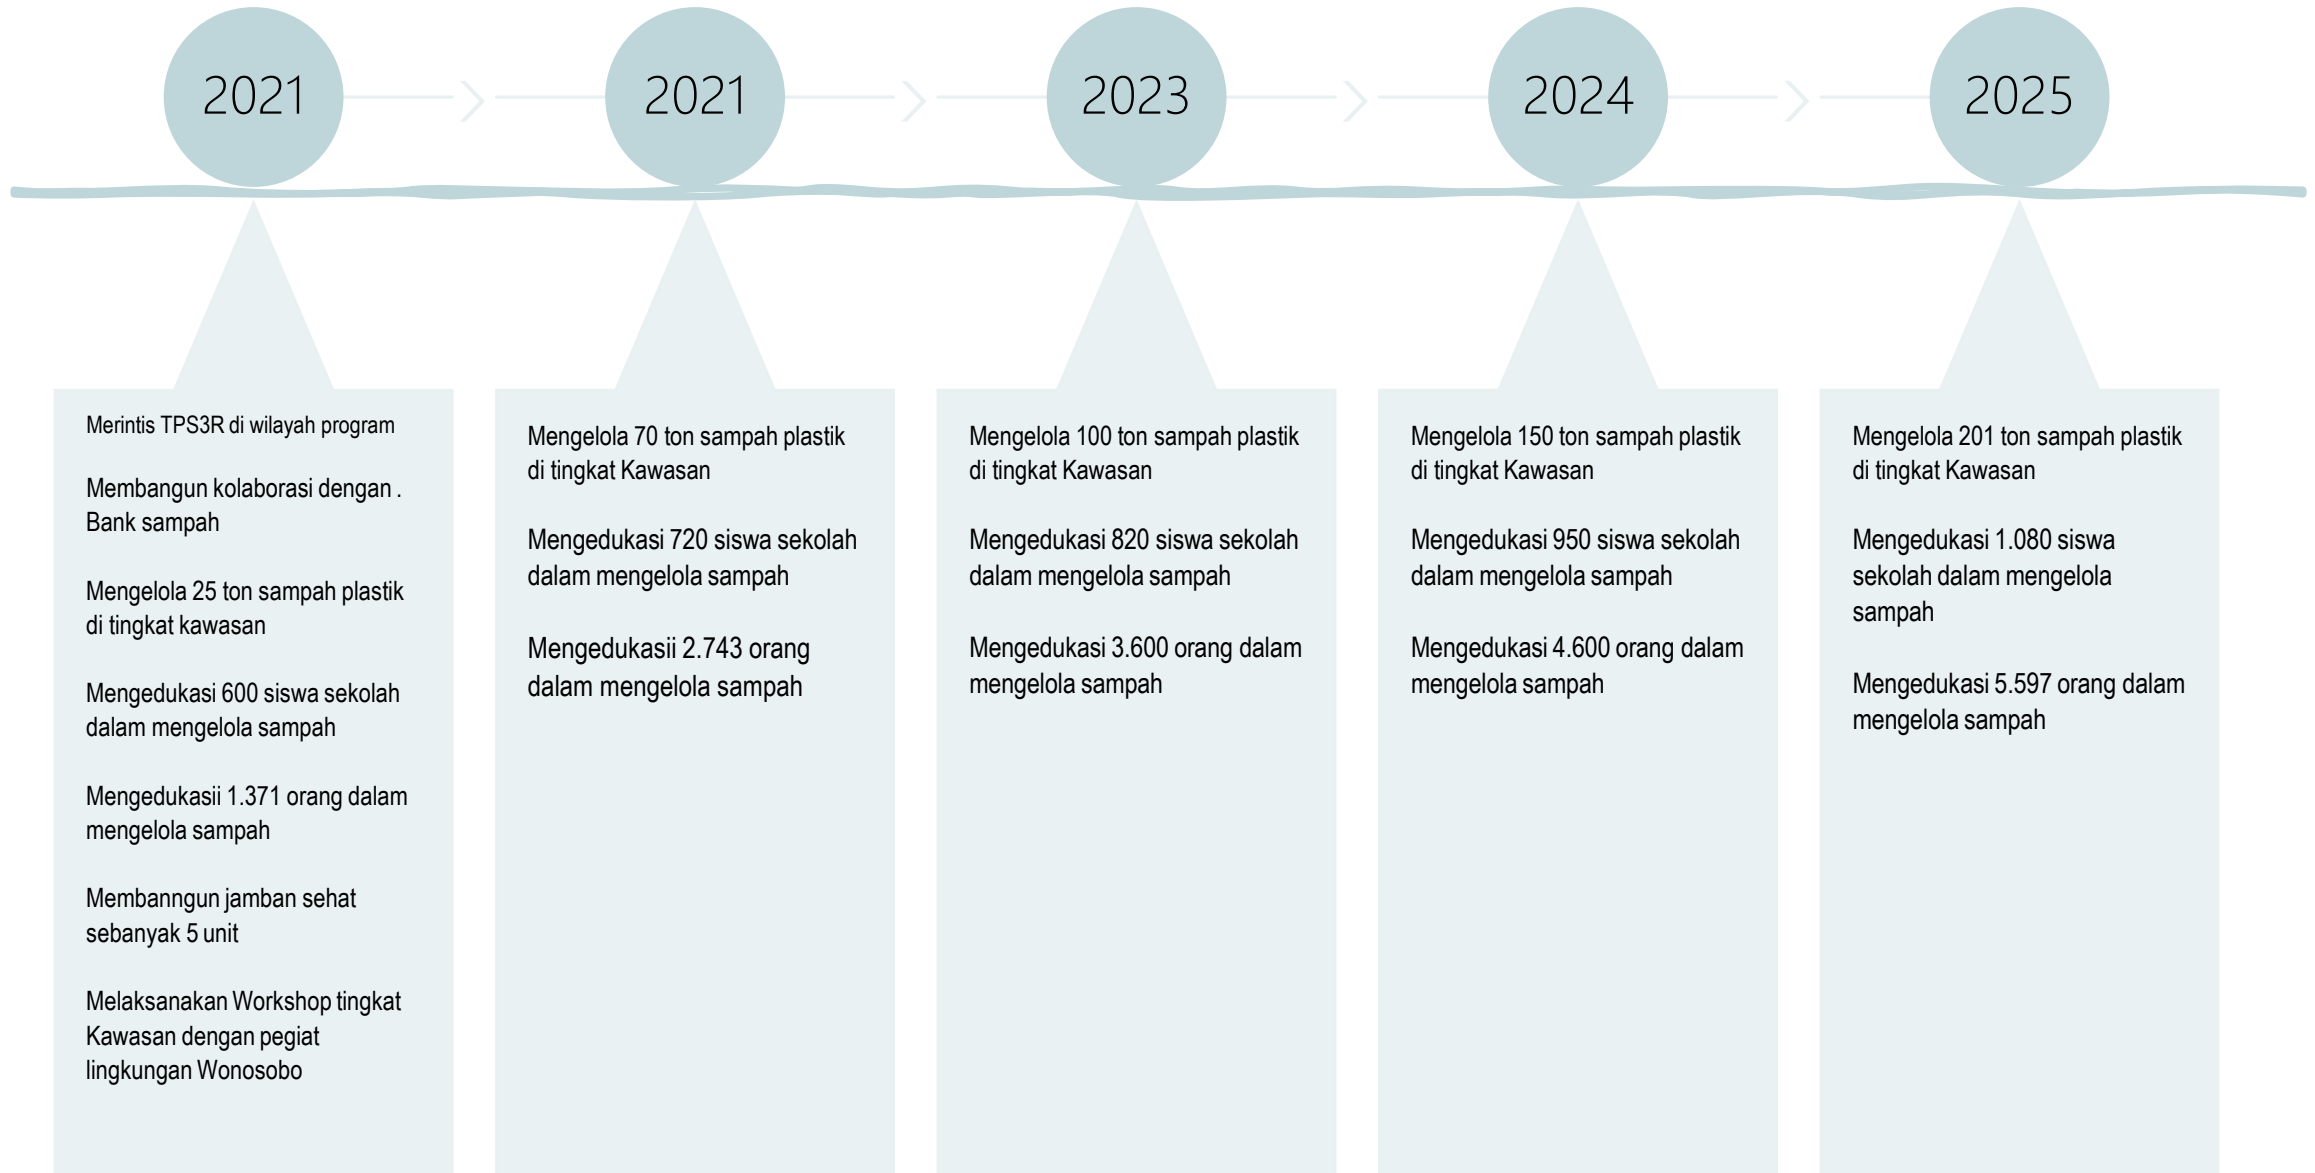 2021
2021
2023
2024
2025
Merintis TPS3R di wilayah program
Membangun kolaborasi dengan .
Bank sampah
Mengelola 25 ton sampah plastik
di tingkat kawasan
Mengedukasi 600 siswa sekolah
dalam mengelola sampah
Mengedukasii 1.371 orang dalam
mengelola sampah
Membanngun jamban sehat
sebanyak 5 unit
Melaksanakan Workshop tingkat
Kawasan dengan pegiat
lingkungan Wonosobo
Mengelola 70 ton sampah plastik
di tingkat Kawasan
Mengedukasi 720 siswa sekolah
dalam mengelola sampah
Mengedukasii 2.743 orang
dalam mengelola sampah
Mengelola 100 ton sampah plastik
di tingkat Kawasan
Mengedukasi 820 siswa sekolah
dalam mengelola sampah
Mengedukasi 3.600 orang dalam
mengelola sampah
Mengelola 150 ton sampah plastik
di tingkat Kawasan
Mengedukasi 950 siswa sekolah
dalam mengelola sampah
Mengedukasi 4.600 orang dalam
mengelola sampah
Mengelola 201 ton sampah plastik
di tingkat Kawasan
Mengedukasi 1.080 siswa
sekolah dalam mengelola
sampah
Mengedukasi 5.597 orang dalam
mengelola sampah